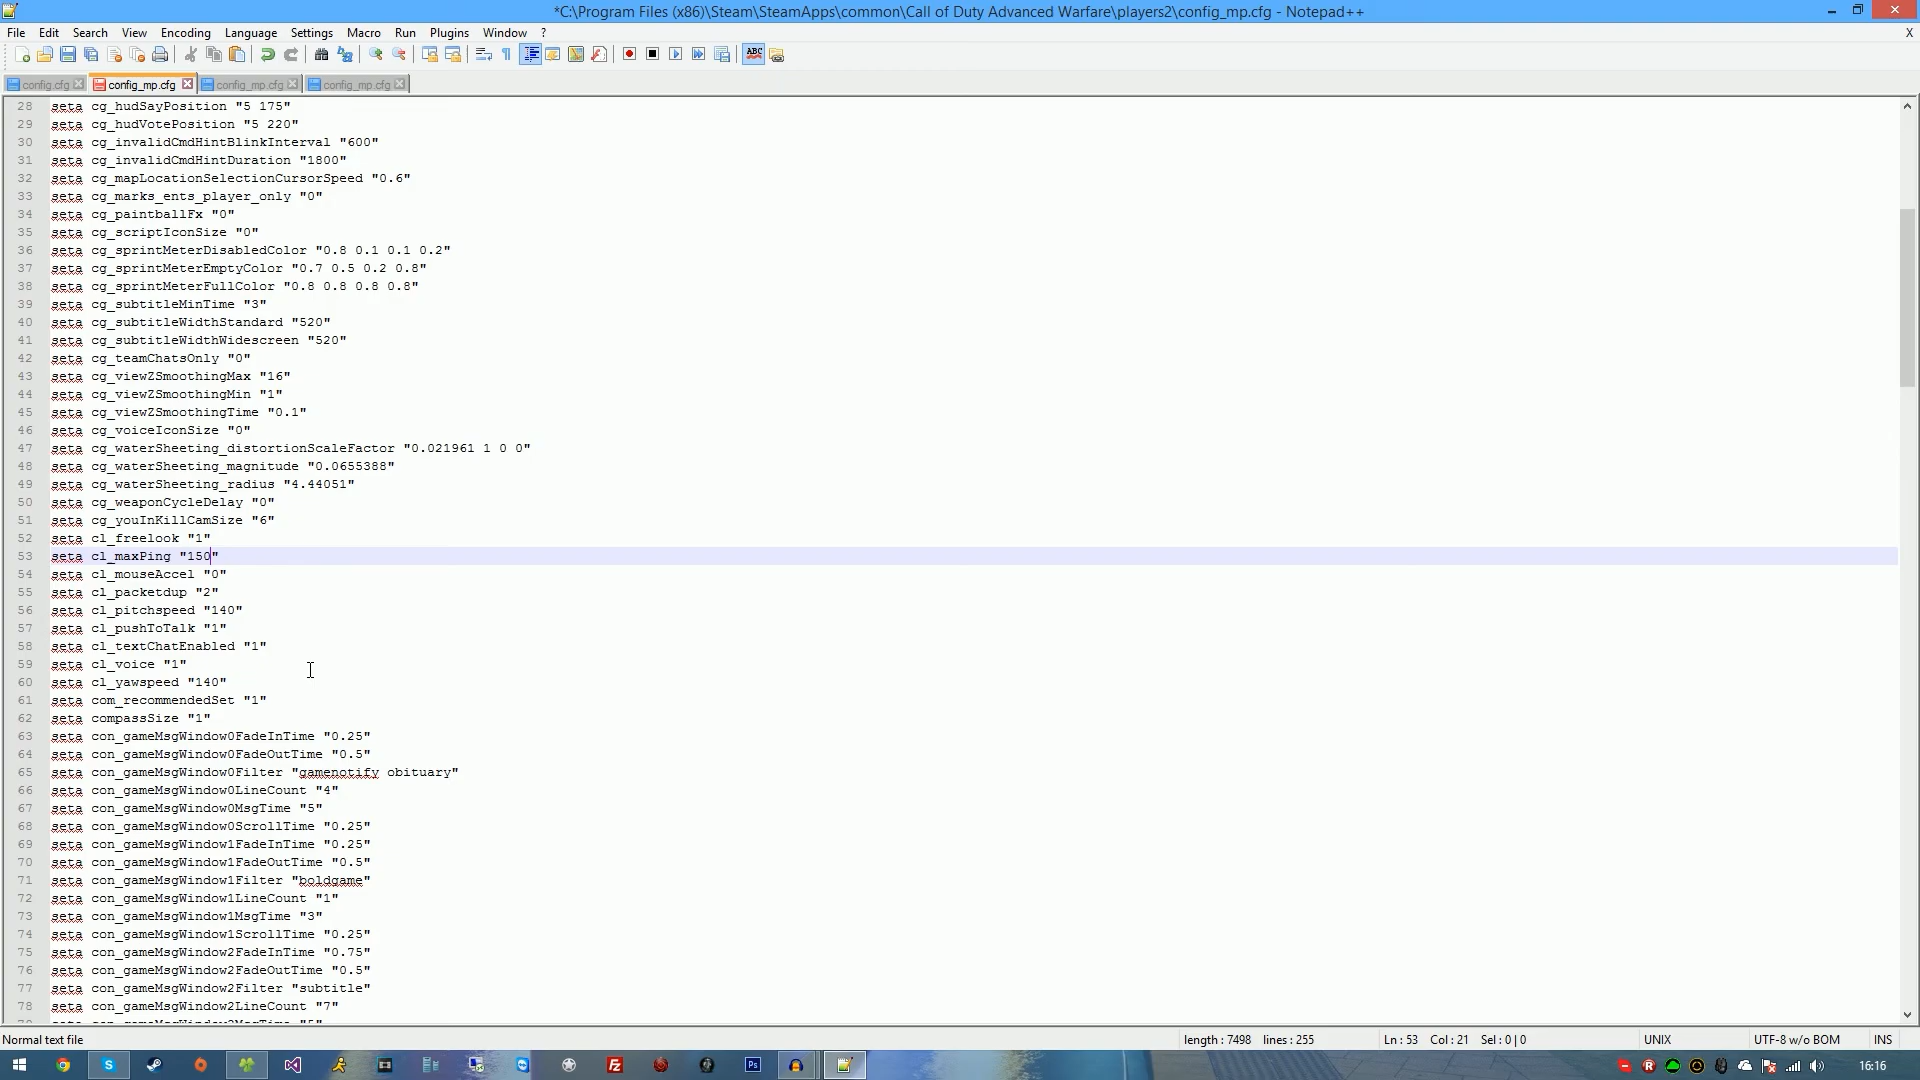 *C:\Program Files (x86)\Steam\SteamApps\common\Call of Duty Advanced Warfare\players2\config_mp.cfg - Notepad++
File Edit Search View Encoding Language Settings Macro Run Plugins Window ? X
config.cfg config_mp.cfg config_mp.cfg config_mp.cfg
28 seta cg_hudSayPosition "5 175"
29 seta cg_hudVotePosition "5 220"
30 seta cg_invalidCmdHintBlinkInterval "600"
31 seta cg_invalidCmdHintDuration "1800"
32 seta cg_mapLocationSelectionCursorSpeed "0.6"
33 seta cg_marks_ents_player_only "0"
34 seta cg_paintballFx "0"
35 seta cg_scriptIconSize "0"
36 seta cg_sprintMeterDisabledColor "0.8 0.1 0.1 0.2"
37 seta cg_sprintMeterEmptyColor "0.7 0.5 0.2 0.8"
38 seta cg_sprintMeterFullColor "0.8 0.8 0.8 0.8"
39 seta cg_subtitleMinTime "3"
40 seta cg_subtitleWidthStandard "520"
41 seta cg_subtitleWidthWidescreen "520"
42 seta cg_teamChatsOnly "0"
43 seta cg_viewZSmoothingMax "16"
44 seta cg_viewZSmoothingMin "1"
45 seta cg_viewZSmoothingTime "0.1"
46 seta cg_voiceIconSize "0"
47 seta cg_waterSheeting_distortionScaleFactor "0.021961 1 0 0"
48 seta cg_waterSheeting_magnitude "0.0655388"
49 seta cg_waterSheeting_radius "4.44051"
50 seta cg_weaponCycleDelay "0"
51 seta cg_youInKillCamSize "6"
52 seta cl_freelook "1"
53 seta cl_maxPing "150"
54 seta cl_mouseAccel "0"
55 seta cl_packetdup "2"
56 seta cl_pitchspeed "140"
57 seta cl_pushToTalk "1"
58 seta cl_textChatEnabled "1"
59 seta cl_voice "1"
60 seta cl_yawspeed "140"
61 seta com_recommendedSet "1"
62 seta compassSize "1"
63 seta con_gameMsgWindow0FadeInTime "0.25"
64 seta con_gameMsgWindow0FadeOutTime "0.5"
65 seta con_gameMsgWindow0Filter "gamenotify obituary"
66 seta con_gameMsgWindow0LineCount "4"
67 seta con_gameMsgWindow0MsgTime "5"
68 seta con_gameMsgWindow0ScrollTime "0.25"
69 seta con_gameMsgWindow1FadeInTime "0.25"
70 seta con_gameMsgWindow1FadeOutTime "0.5"
71 seta con_gameMsgWindow1Filter "boldgame"
72 seta con_gameMsgWindow1LineCount "1"
73 seta con_gameMsgWindow1MsgTime "3"
74 seta con_gameMsgWindow1ScrollTime "0.25"
75 seta con_gameMsgWindow2FadeInTime "0.75"
76 seta con_gameMsgWindow2FadeOutTime "0.5"
77 seta con_gameMsgWindow2Filter "subtitle"
78 seta con_gameMsgWindow2LineCount "7"
Normal text file length : 7498 lines : 255 Ln : 53 Col : 21 Sel : 0 | 0 UNIX UTF-8 w/o BOM INS
16:16